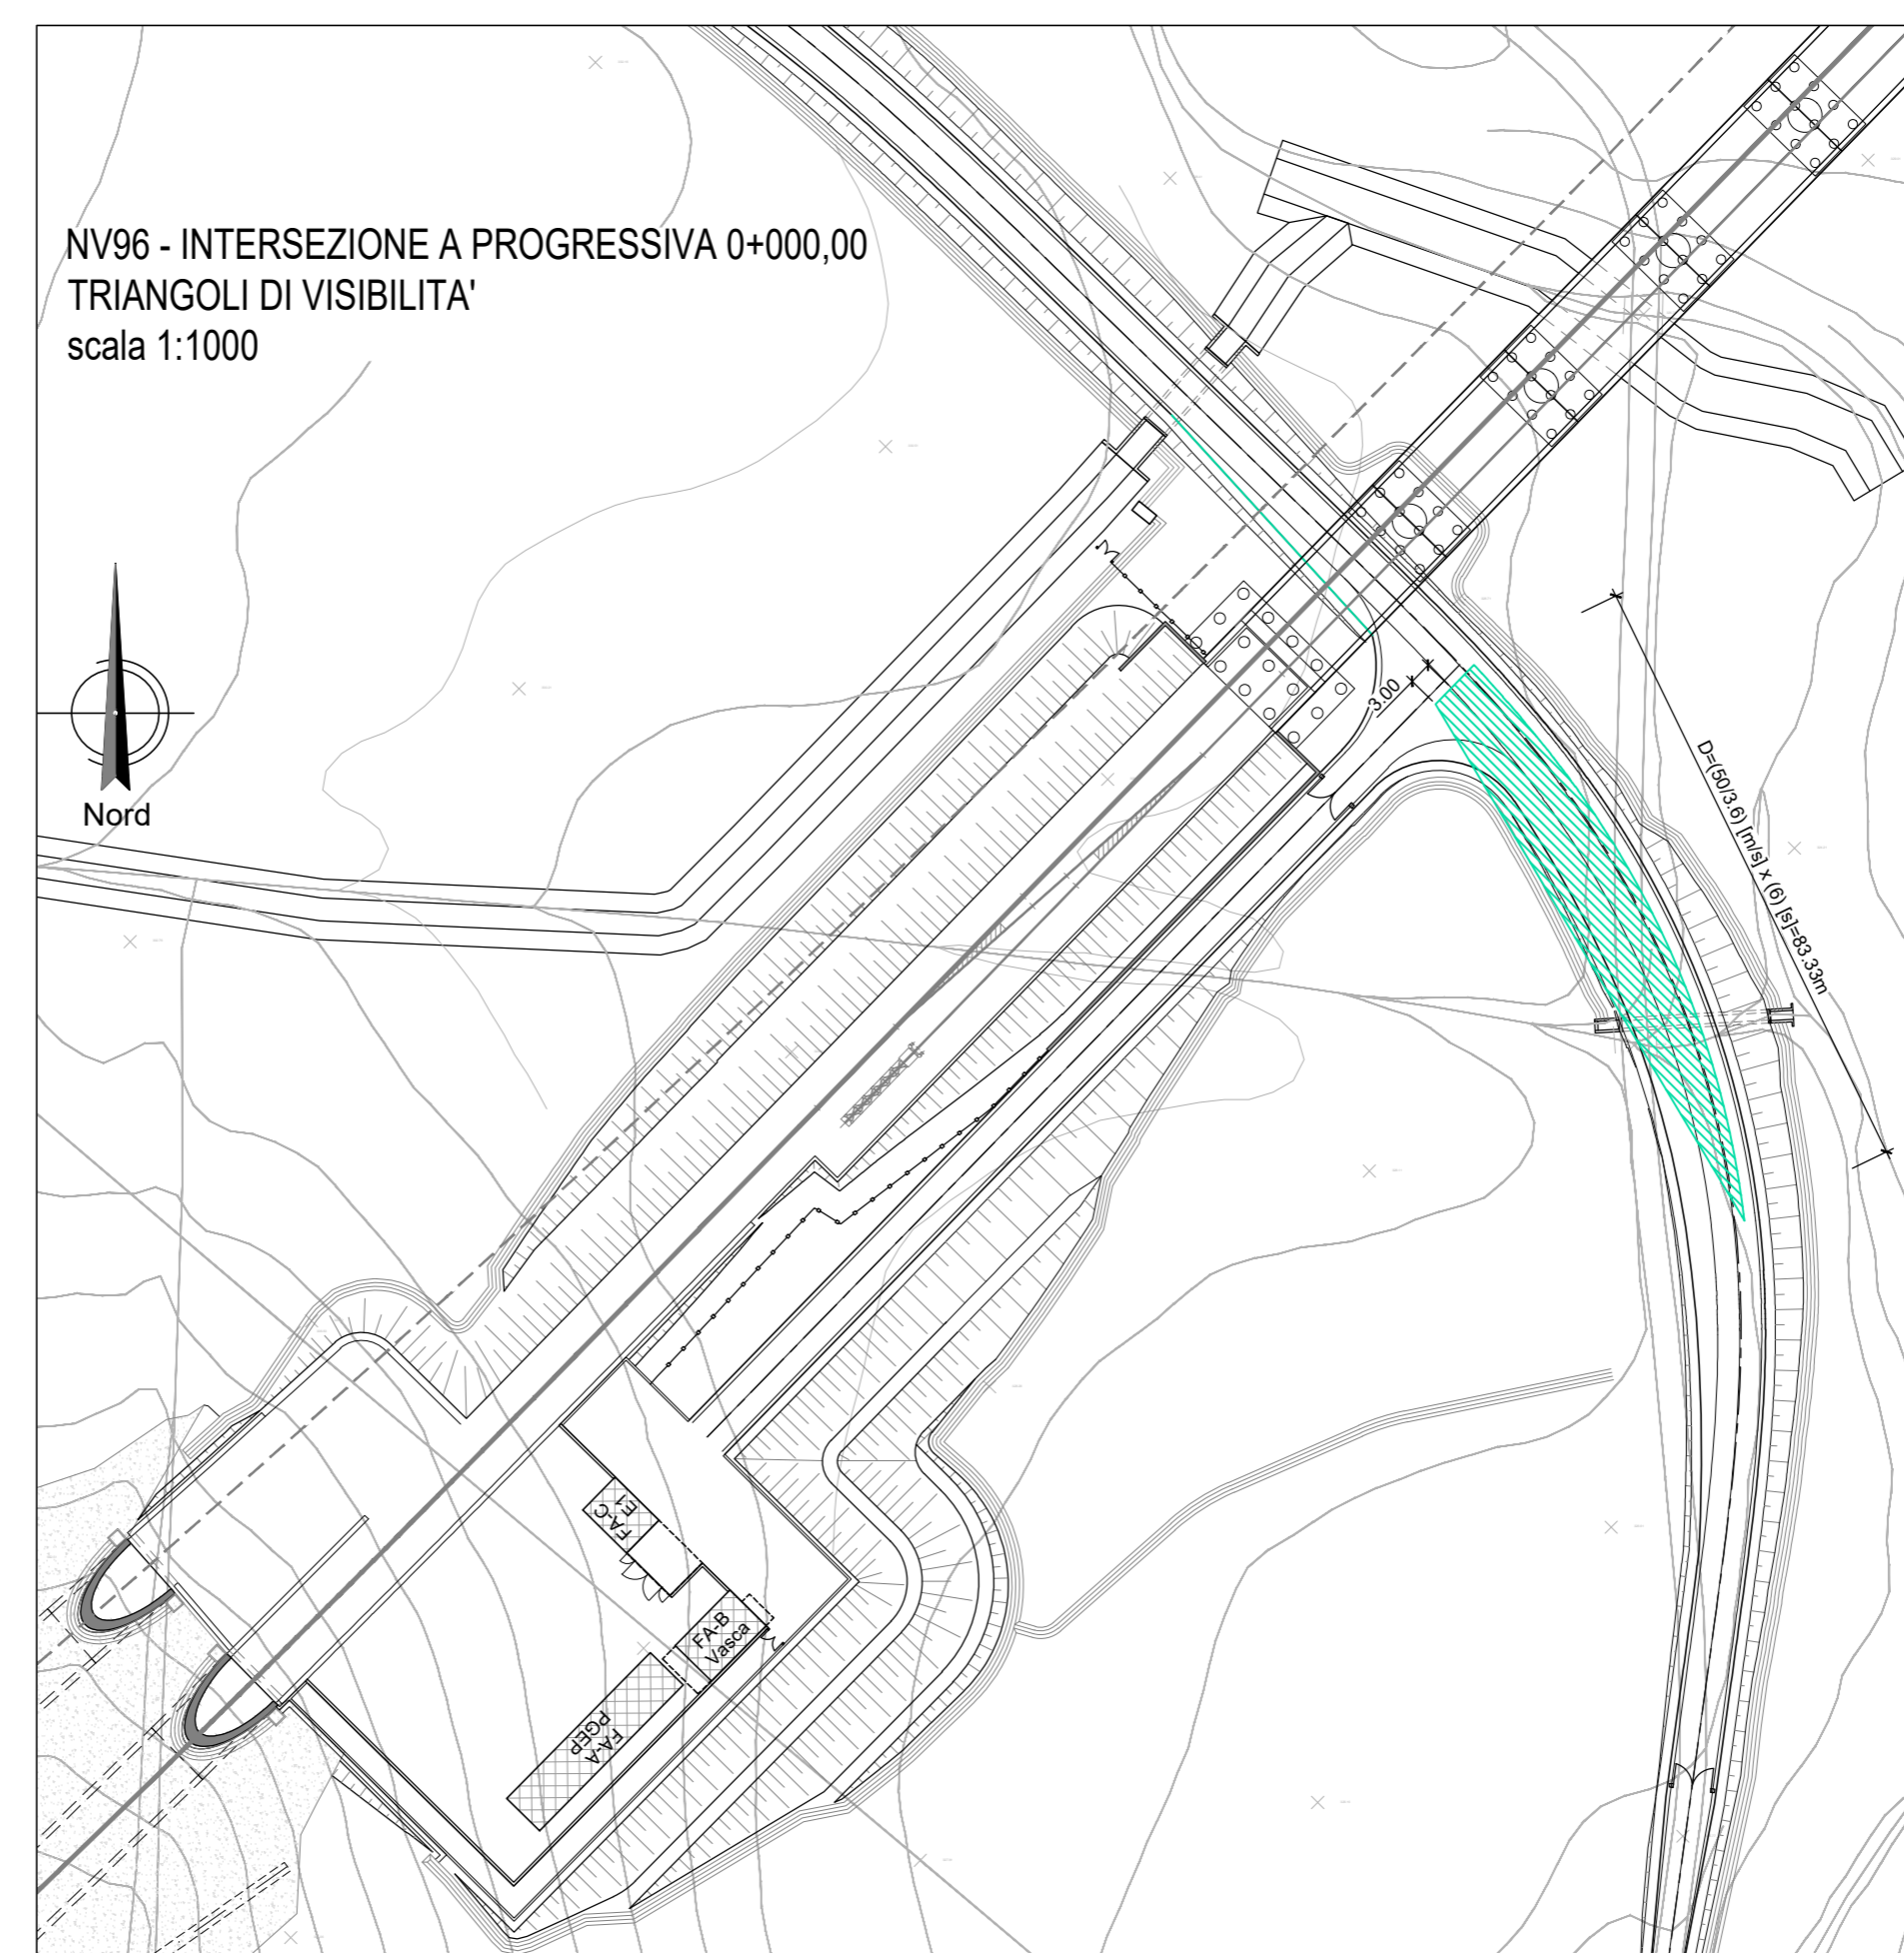 NV96 - INTERSEZIONE A PROGRESSIVA 0+000,00
TRIANGOLI DI VISIBILITA'
scala 1:1000
Nord
3.00
D=(50/3.6) [m/s] x (6) [s]=83.33m
FA-C
E1
FA-B
Vasca
FA-A
PGEP